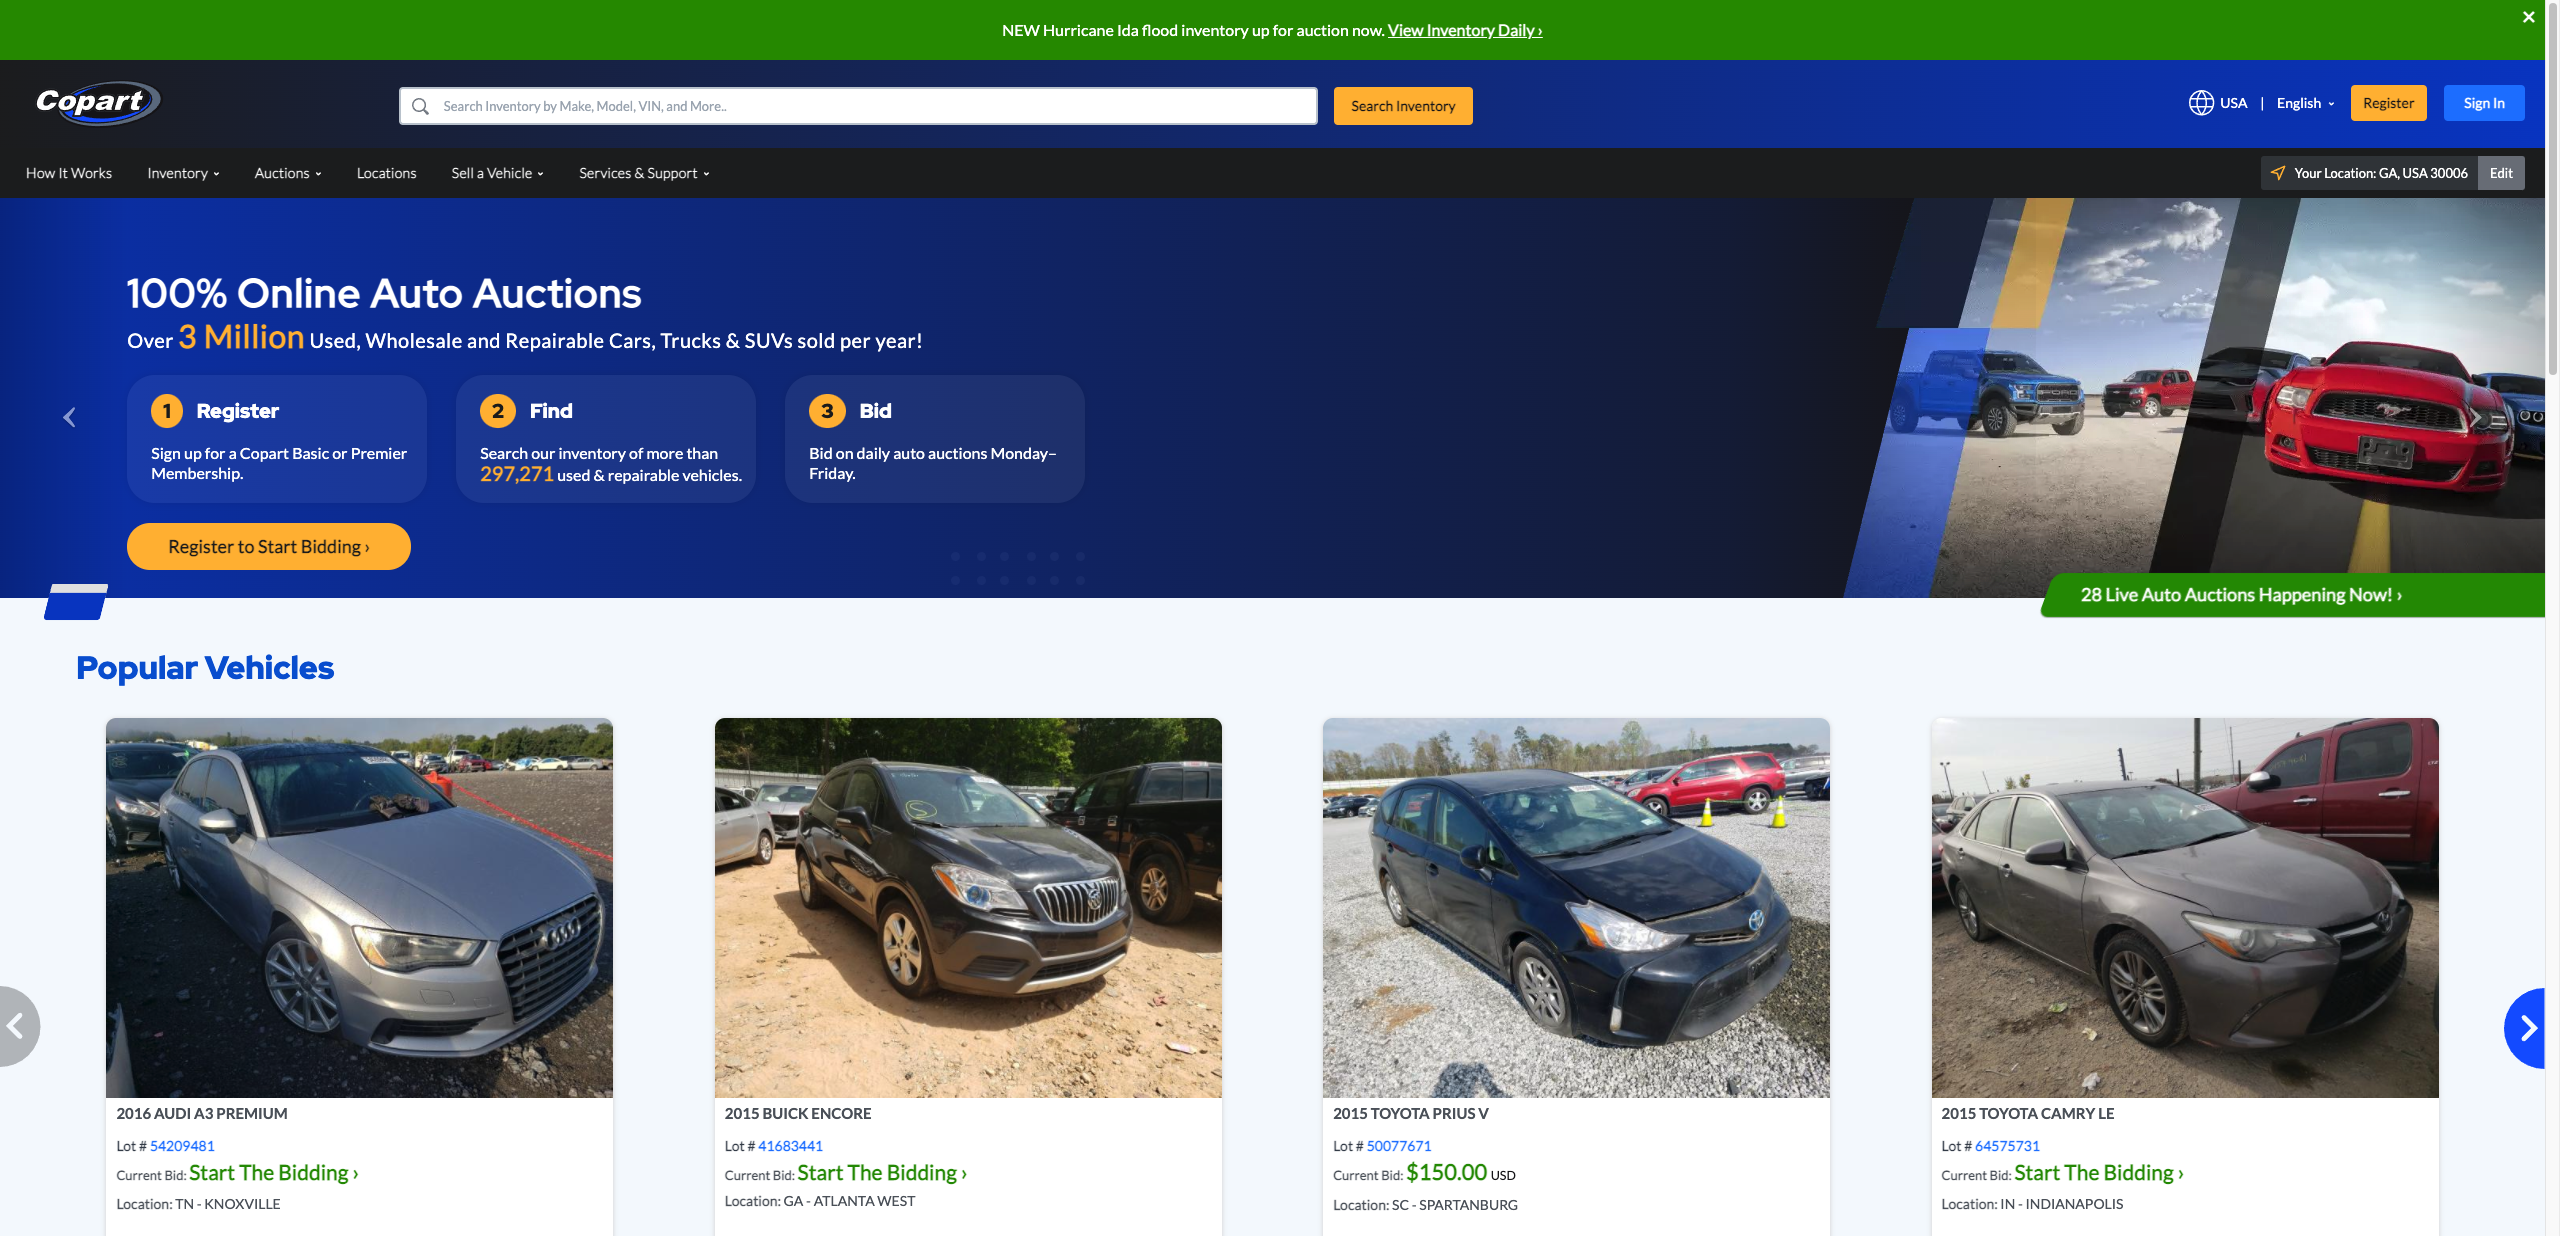 NEW Hurricane Ida flood inventory up for auction now. View Inventory Daily ›
Copart
Search Inventory by Make, Model, VIN, and More..
Search Inventory
USA | English
Register
Sign In
How It Works
Inventory
Auctions
Locations
Sell a Vehicle
Services & Support
Your Location: GA, USA 30006
Edit
100% Online Auto Auctions
Over 3 Million Used, Wholesale and Repairable Cars, Trucks & SUVs sold per year!
1 Register
Sign up for a Copart Basic or Premier
Membership.
2 Find
Search our inventory of more than
297,271 used & repairable vehicles.
3 Bid
Bid on daily auto auctions Monday–
Friday.
Register to Start Bidding ›
28 Live Auto Auctions Happening Now! ›
Popular Vehicles
2016 AUDI A3 PREMIUM
Lot # 54209481
Current Bid: Start The Bidding ›
Location: TN - KNOXVILLE
2015 BUICK ENCORE
Lot # 41683441
Current Bid: Start The Bidding ›
Location: GA - ATLANTA WEST
2015 TOYOTA PRIUS V
Lot # 50077671
Current Bid: $150.00 USD
Location: SC - SPARTANBURG
2015 TOYOTA CAMRY LE
Lot # 64575731
Current Bid: Start The Bidding ›
Location: IN - INDIANAPOLIS